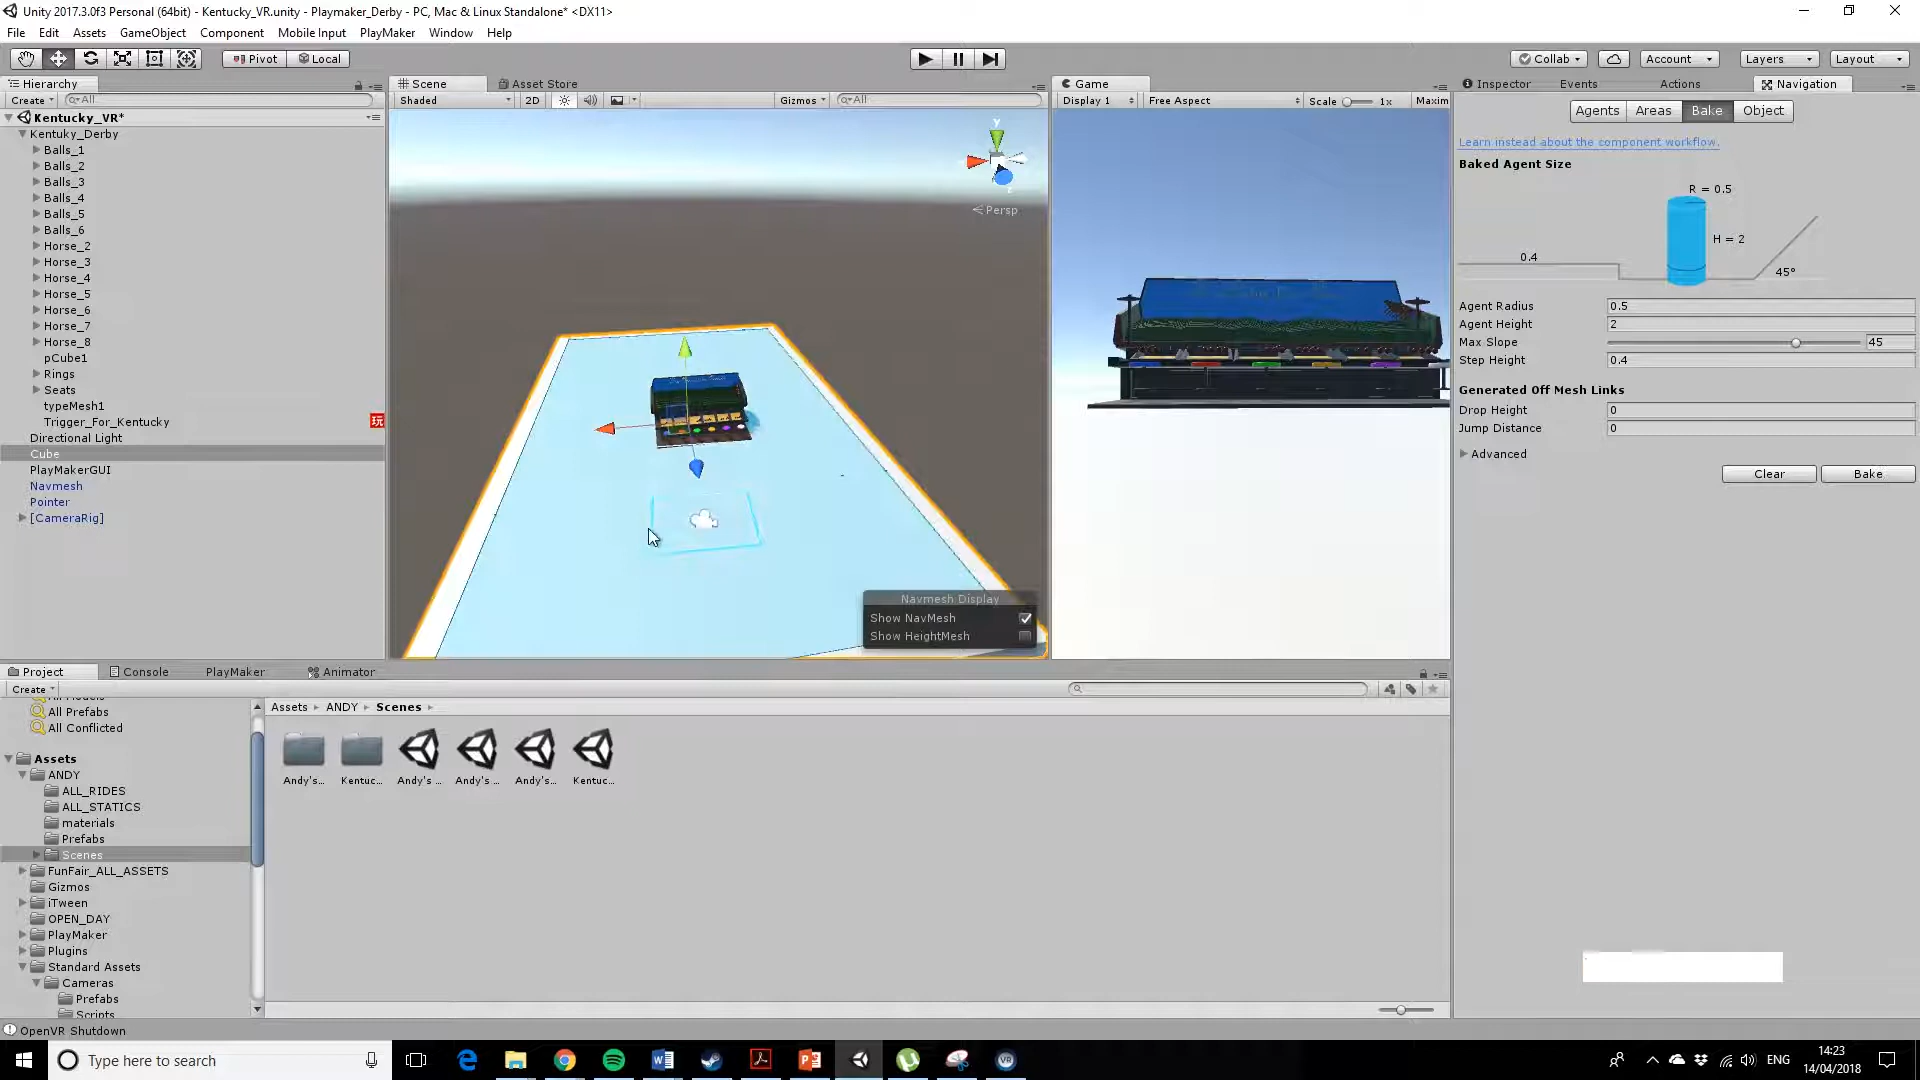 Unity 2017.3.0f3 Personal (64bit) - Kentucky_VR.unity - Playmaker_Derby - PC, Mac & Linux Standalone* <DX11>
File Edit Assets GameObject Component Mobile Input PlayMaker Window Help
Pivot Local Collab Account Layers Layout
Hierarchy Scene Asset Store Game Inspector Events Actions Navigation
Create All Shaded 2D Gizmos All Display 1 Free Aspect Scale 1x Maxim
Agents Areas Bake Object
Kentucky_VR*
Kentuky_Derby
Balls_1
Balls_2
Balls_3
Balls_4
Balls_5
Balls_6
Horse_2
Horse_3
Horse_4
Horse_5
Horse_6
Horse_7
Horse_8
pCube1
Rings
Seats
typeMesh1
Trigger_For_Kentucky
玩
Directional Light
Cube
PlayMakerGUI
Navmesh
Pointer
[CameraRig]
y
Persp
Navmesh Display
Show NavMesh
Show HeightMesh
Learn instead about the component workflow.
Baked Agent Size
R = 0.5
H = 2
0.4
45°
Agent Radius 0.5
Agent Height 2
Max Slope 45
Step Height 0.4
Generated Off Mesh Links
Drop Height 0
Jump Distance 0
Advanced
Clear Bake
Project Console PlayMaker Animator
Create
All Prefabs
All Conflicted
Assets
ANDY
ALL_RIDES
ALL_STATICS
materials
Prefabs
Scenes
FunFair_ALL_ASSETS
Gizmos
iTween
OPEN_DAY
PlayMaker
Plugins
Standard Assets
Cameras
Prefabs
Scripts
Assets ANDY Scenes
Andy's... Kentuc... Andy's ... Andy's ... Andy's... Kentuc...
OpenVR Shutdown
Type here to search
ENG
14:23
14/04/2018